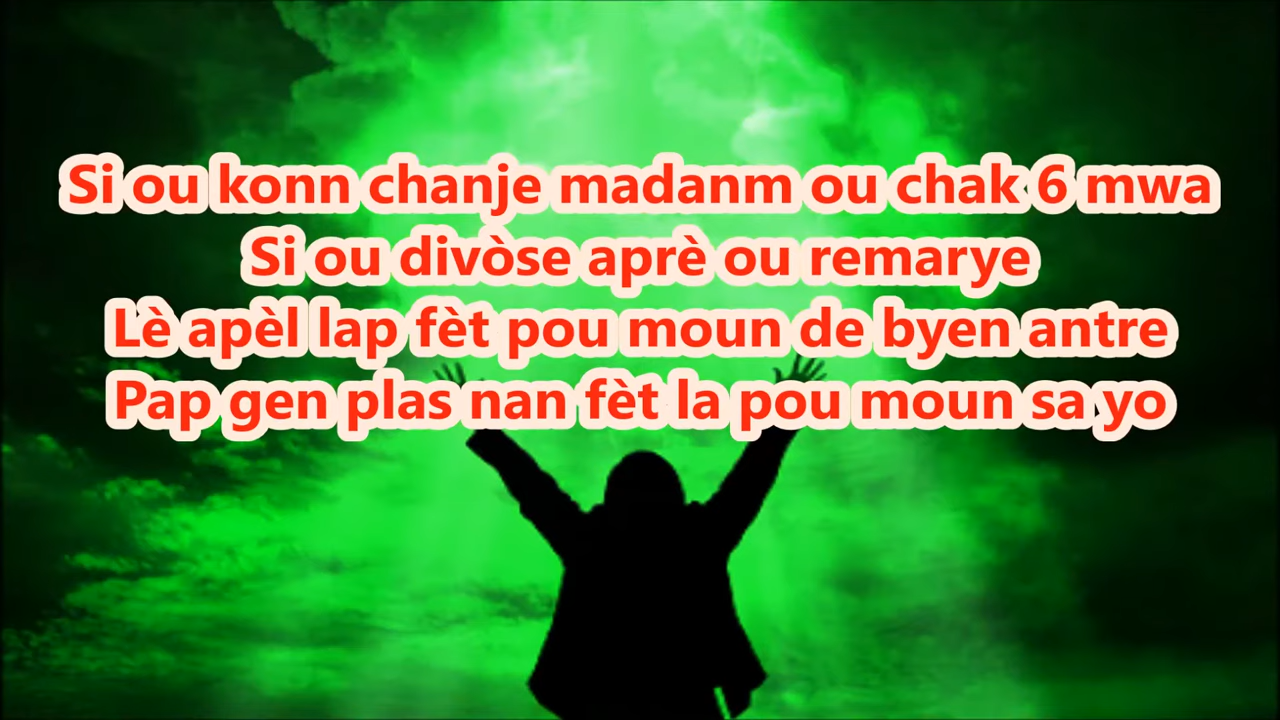 Si ou konn chanje madanm ou chak 6 mwa
Si ou divòse aprè ou remarye
Lè apèl lap fèt pou moun de byen antre
Pap gen plas nan fèt la pou moun sa yo